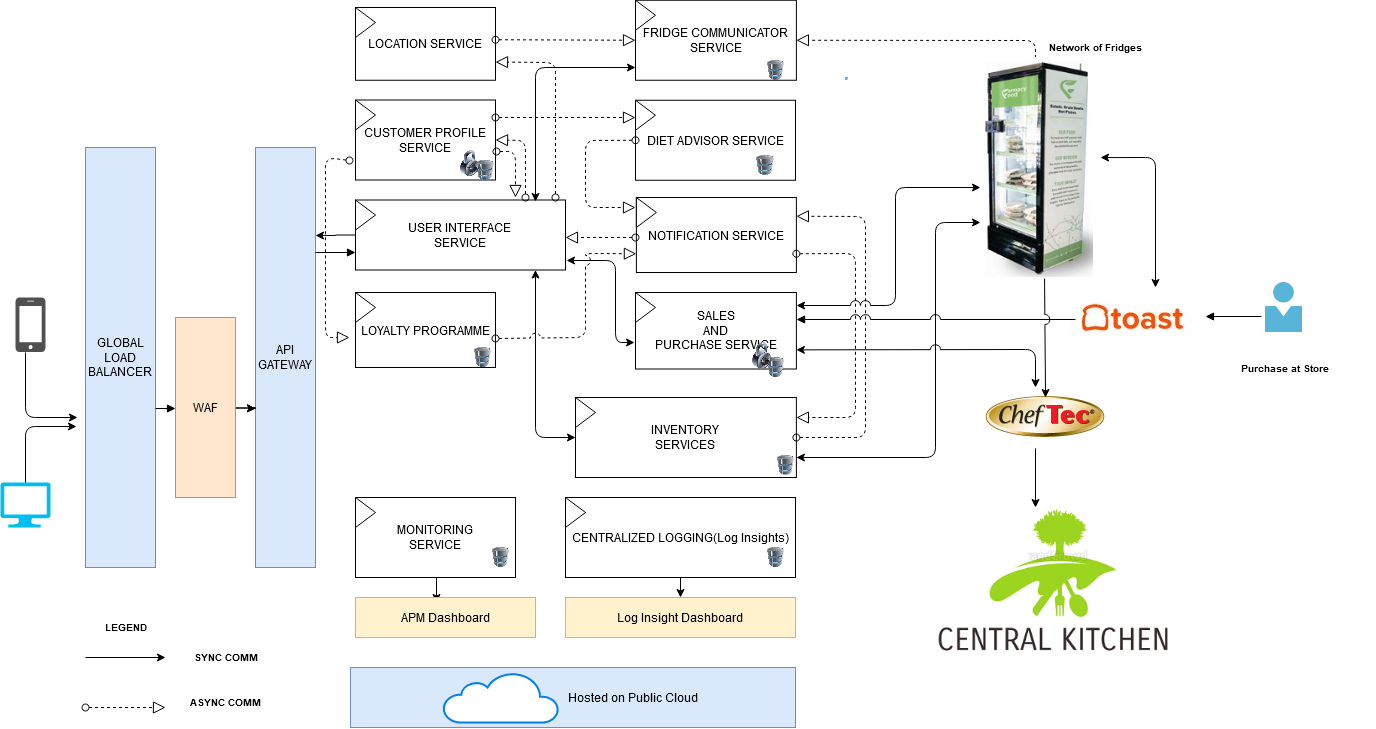 LOCATION SERVICE
FRIDGE COMMUNICATOR
SERVICE
Network of Fridges
CUSTOMER PROFILE
SERVICE
DIET ADVISOR SERVICE
USER INTERFACE
SERVICE
NOTIFICATION SERVICE
GLOBAL
LOAD
BALANCER
WAF
API
GATEWAY
LOYALTY PROGRAMME
SALES
AND
PURCHASE SERVICE
toast
Purchase at Store
INVENTORY
SERVICES
ChefTec®
MONITORING
SERVICE
CENTRALIZED LOGGING(Log Insights)
APM Dashboard
Log Insight Dashboard
CENTRAL KITCHEN
LEGEND
SYNC COMM
ASYNC COMM
Hosted on Public Cloud